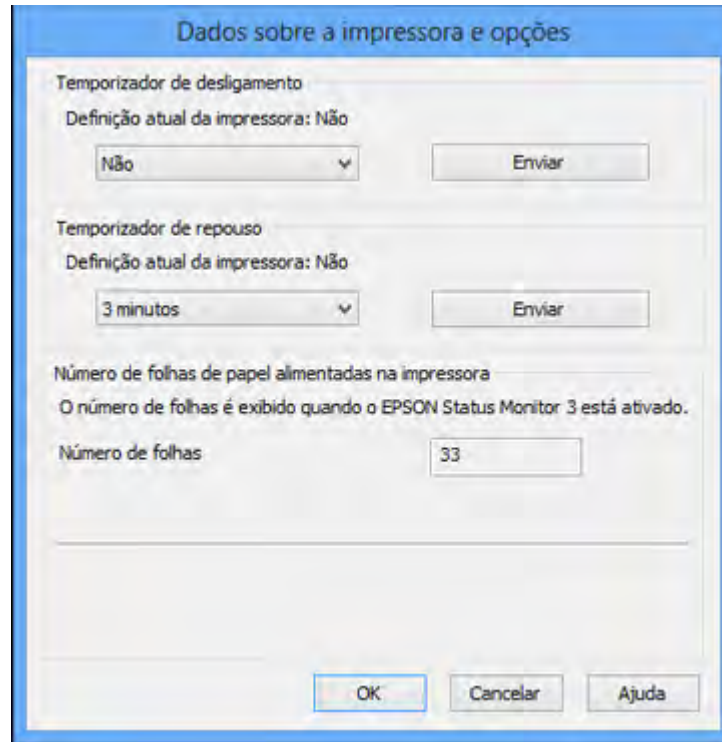 Dados sobre a impressora e opções
Temporizador de desligamento
Definição atual da impressora: Não
Não
Enviar
Temporizador de repouso
Definição atual da impressora: Não
3 minutos
Enviar
Número de folhas de papel alimentadas na impressora
O número de folhas é exibido quando o EPSON Status Monitor 3 está ativado.
Número de folhas
33
OK
Cancelar
Ajuda